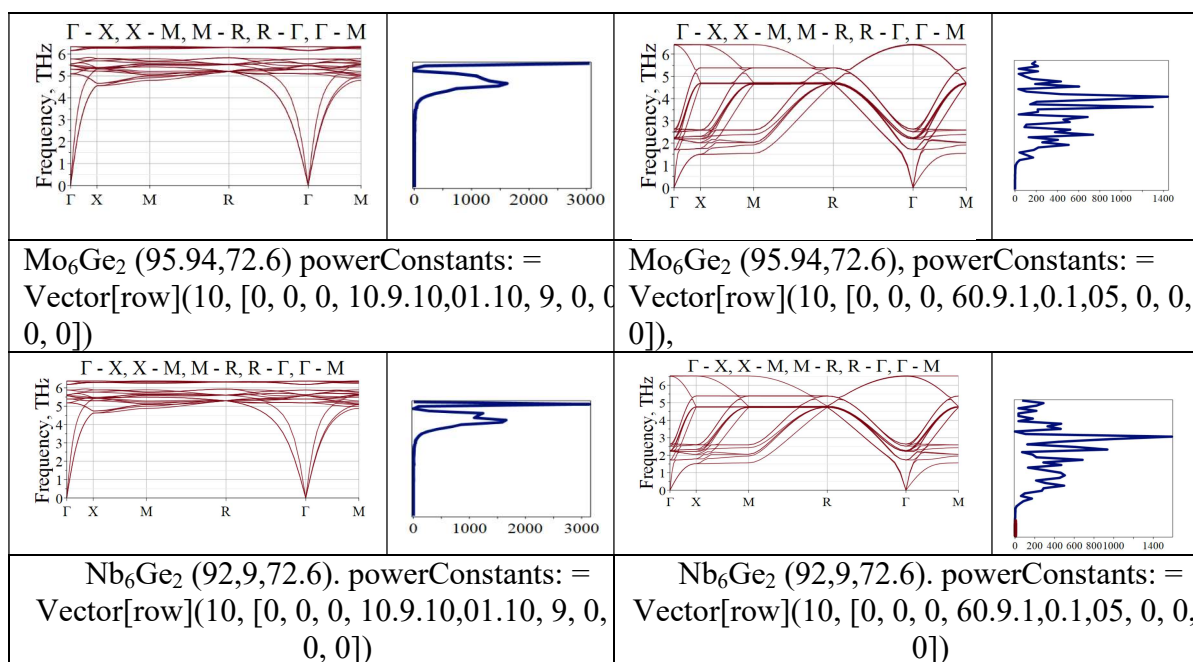 Γ - X, X - M, M - R, R - Γ, Γ - M
Frequency, THz
6
5
4
3
2
1
0
Γ X M R Γ M
0 1000 2000 3000
Γ - X, X - M, M - R, R - Γ, Γ - M
Frequency, THz
6
5
4
3
2
1
0
Γ X M R Γ M
0 200 400 600 800 1000 1400
Mo₆Ge₂ (95.94,72.6) powerConstants: =
Vector[row](10, [0, 0, 0, 10.9.10,01.10, 9, 0, 0
0, 0])
Mo₆Ge₂ (95.94,72.6), powerConstants: =
Vector[row](10, [0, 0, 0, 60.9.1,0.1,05, 0, 0,
0]),
Γ - X, X - M, M - R, R - Γ, Γ - M
Frequency, THz
6
5
4
3
2
1
0
Γ X M R Γ M
0 1000 2000 3000
Γ - X, X - M, M - R, R - Γ, Γ - M
Frequency, THz
6
5
4
3
2
1
0
Γ X M R Γ M
0 200 400 600 800 1000 1400
Nb₆Ge₂ (92,9,72.6). powerConstants: =
Vector[row](10, [0, 0, 0, 10.9.10,01.10, 9, 0,
0, 0])
Nb₆Ge₂ (92,9,72.6). powerConstants: =
Vector[row](10, [0, 0, 0, 60.9.1,0.1,05, 0, 0,
0])